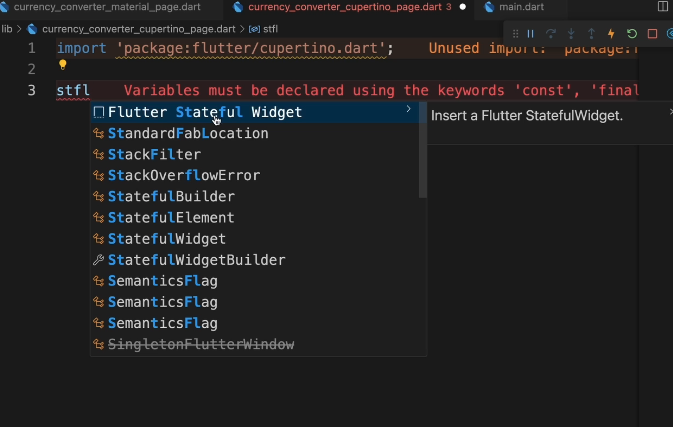 currency_converter_material_page.dart currency_converter_cupertino_page.dart 3 main.dart
lib > currency_converter_cupertino_page.dart > stfl
1 import 'package:flutter/cupertino.dart'; Unused import: 'package:f
2
3 stfl Variables must be declared using the keywords 'const', 'final
Flutter Stateful Widget >
Insert a Flutter StatefulWidget.
StandardFabLocation
StackFilter
StackOverflowError
StatefulBuilder
StatefulElement
StatefulWidget
StatefulWidgetBuilder
SemanticsFlag
SemanticsFlag
SemanticsFlag
SingletonFlutterWindow